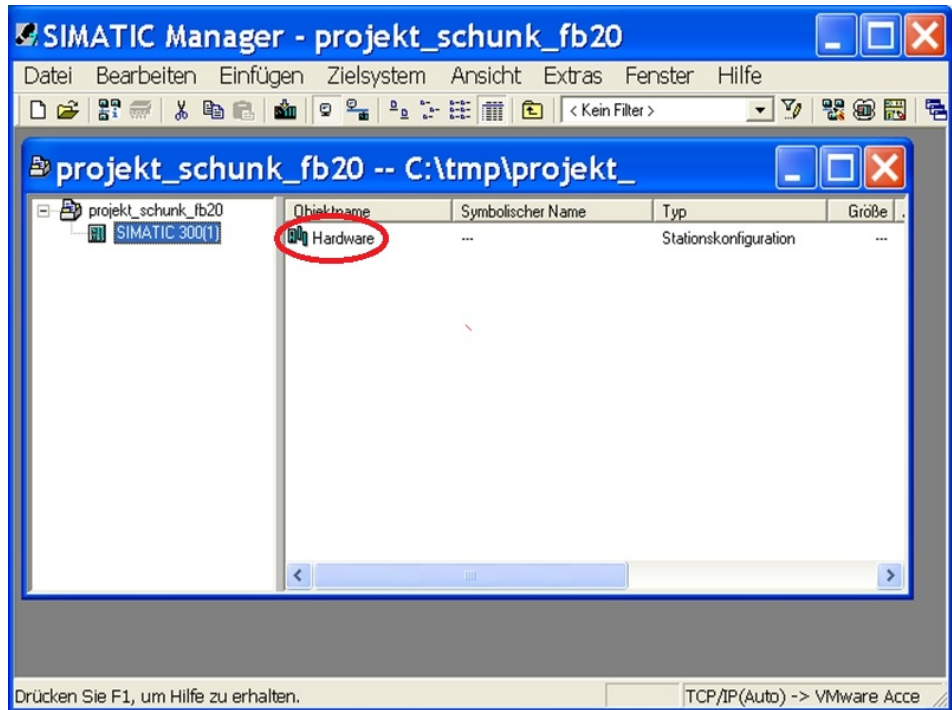 SIMATIC Manager - projekt_schunk_fb20
Datei Bearbeiten Einfügen Zielsystem Ansicht Extras Fenster Hilfe
< Kein Filter >
projekt_schunk_fb20 -- C:\tmp\projekt_
projekt_schunk_fb20
SIMATIC 300(1)
Objektname Symbolischer Name Typ Größe .
Hardware --- Stationskonfiguration ---
Drücken Sie F1, um Hilfe zu erhalten. TCP/IP(Auto) -> VMware Acce